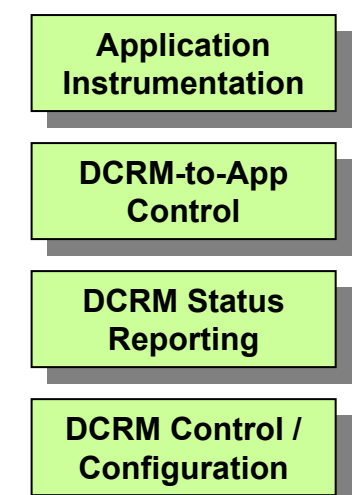 Application
Instrumentation
DCRM-to-App
Control
DCRM Status
Reporting
DCRM Control /
Configuration